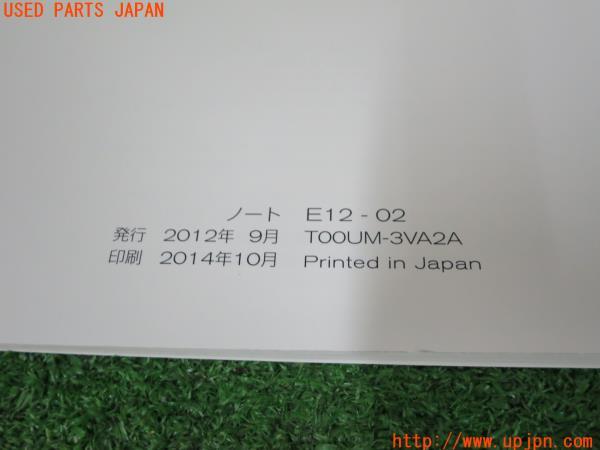 USED PARTS JAPAN
ノート E12-02
発行 2012年 9月 T00UM-3VA2A
印刷 2014年10月 Printed in Japan
http://www.upjpn.com/